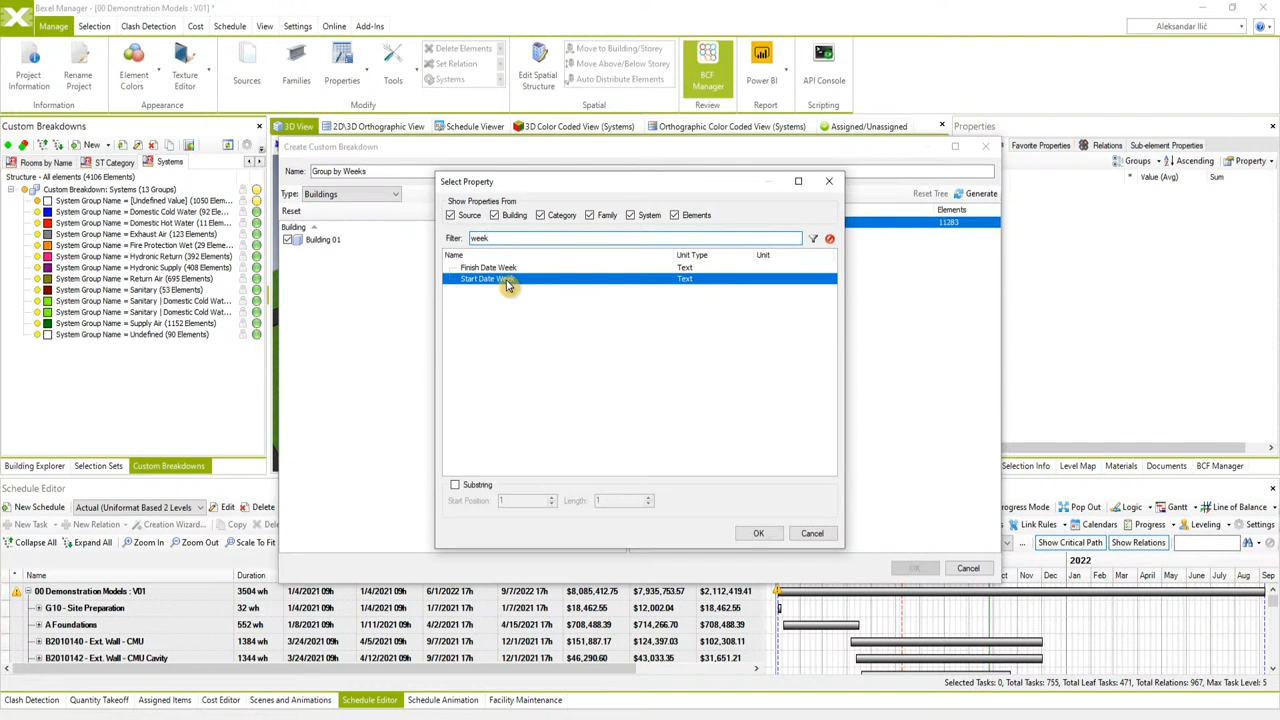 Bexel Manager - [00 Demonstration Models : V01] *
Manage Selection Clash Detection Cost Schedule View Settings Online Add-Ins
Aleksandar Ilić
Project Information
Rename Project
Element Colors
Texture Editor
Sources
Families
Properties
Tools
Delete Elements
Set Relation
Systems
Edit Spatial Structure
Move to Building/Storey
Move Above/Below Storey
Auto Distribute Elements
BCF Manager
Power BI
API Console
Information Appearance Modify Spatial Review Report Scripting
Custom Breakdowns
3D View 2D\3D Orthographic View Schedule Viewer 3D Color Coded View (Systems) Orthographic Color Coded View (Systems) Assigned/Unassigned
Properties
New
Rooms by Name ST Category Systems
Structure - All elements (4106 Elements)
Custom Breakdown: Systems (13 Groups)
System Group Name = [Undefined Value] (1050 Elem
System Group Name = Domestic Cold Water (92 Ele
System Group Name = Domestic Hot Water (11 Elem
System Group Name = Exhaust Air (123 Elements)
System Group Name = Fire Protection Wet (29 Eleme
System Group Name = Hydronic Return (392 Element
System Group Name = Hydronic Supply (408 Element
System Group Name = Return Air (695 Elements)
System Group Name = Sanitary (53 Elements)
System Group Name = Sanitary | Domestic Cold Wat
System Group Name = Sanitary | Domestic Cold Wat
System Group Name = Supply Air (1152 Elements)
System Group Name = Undefined (90 Elements)
Create Custom Breakdown
Name: Group by Weeks
Type: Buildings
Reset
Building
Building 01
Reset Tree Generate
Elements
11283
OK Cancel
Select Property
Show Properties From
Source Building Category Family System Elements
Filter: week
Name Unit Type Unit
Finish Date Week Text
Start Date Week Text
Substring
Start Position: 1 Length: 1
OK Cancel
Favorite Properties Relations Sub-element Properties
Groups Ascending Property
* Value (Avg) Sum
Building Explorer Selection Sets Custom Breakdowns
Selection Info Level Map Materials Documents BCF Manager
Schedule Editor
New Schedule Actual (Uniformat Based 2 Levels Edit Delete
rogress Mode Pop Out Logic Gantt Line of Balance
New Task New Relation Creation Wizard... Copy Dele
Link Rules Calendars Progress Leveling Settings
Collapse All Expand All Zoom In Zoom Out Scale To Fit
... Show Critical Path Show Relations
2022
* Name Duration
Oct Nov Dec Jan Feb Mar Apr May June July Aug Sep
00 Demonstration Models : V01 3504 wh 1/4/2021 09h 1/4/2021 09h 6/1/2022 17h 9/7/2022 17h $8,085,412.75 $7,935,753.57 $2,112,419.41
G10 - Site Preparation 32 wh 1/4/2021 09h 1/4/2021 09h 1/7/2021 17h 1/7/2021 17h $18,462.55 $12,002.04 $18,462.55
A Foundations 552 wh 1/8/2021 09h 1/8/2021 09h 4/14/2021 17h 4/15/2021 17h $708,488.39 $714,266.70 $708,488.39
B2010140 - Ext. Wall - CMU 1384 wh 3/24/2021 09h 4/5/2021 09h 9/7/2021 17h 12/1/2021 17h $151,887.17 $124,397.03 $102,308.11
B2010142 - Ext. Wall - CMU Cavity 1344 wh 3/24/2021 09h 4/12/2021 09h 9/7/2021 17h 12/1/2021 17h $46,290.60 $43,033.35 $31,651.21
Selected Tasks: 0, Total Tasks: 755, Total Leaf Tasks: 471, Total Relations: 967, Max Task Level: 5
Clash Detection Quantity Takeoff Assigned Items Cost Editor Scenes and Animations Schedule Editor Schedule Animation Facility Maintenance